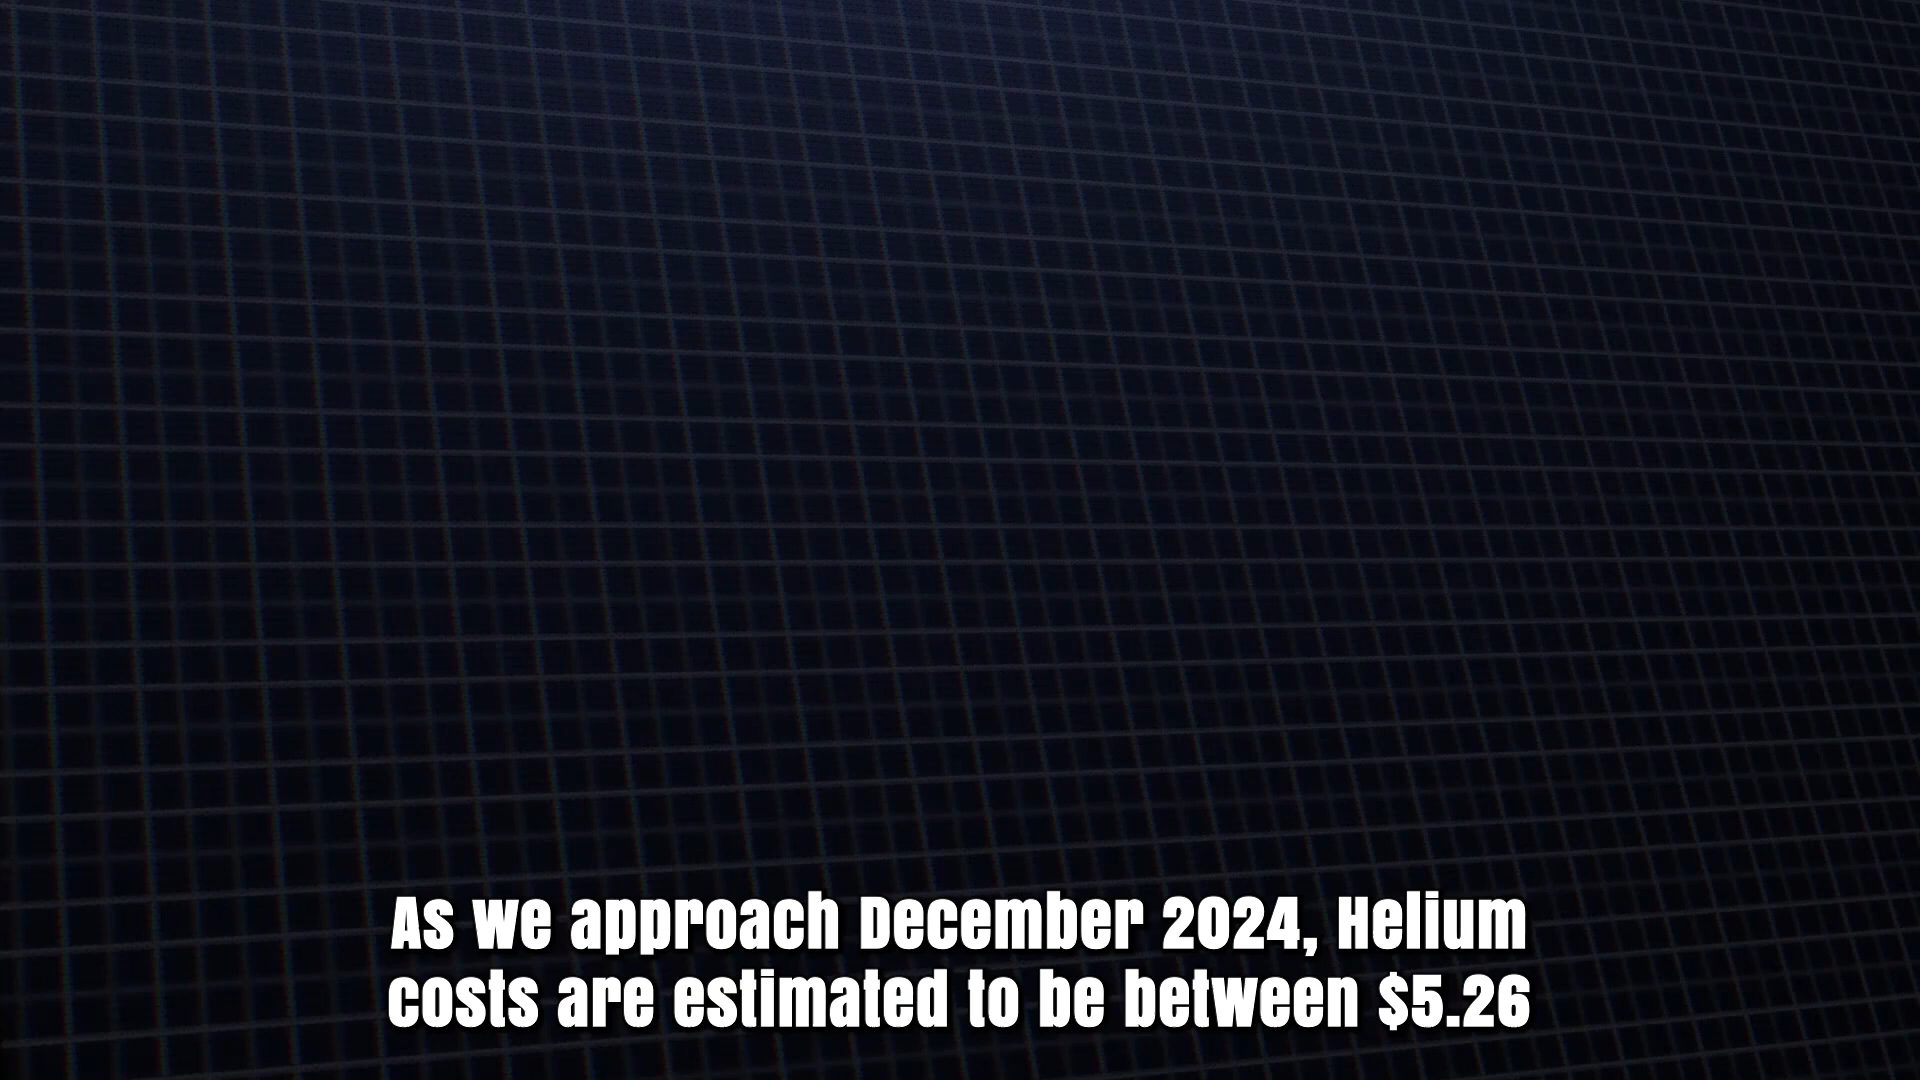 As we approach December 2024, Helium
costs are estimated to be between $5.26